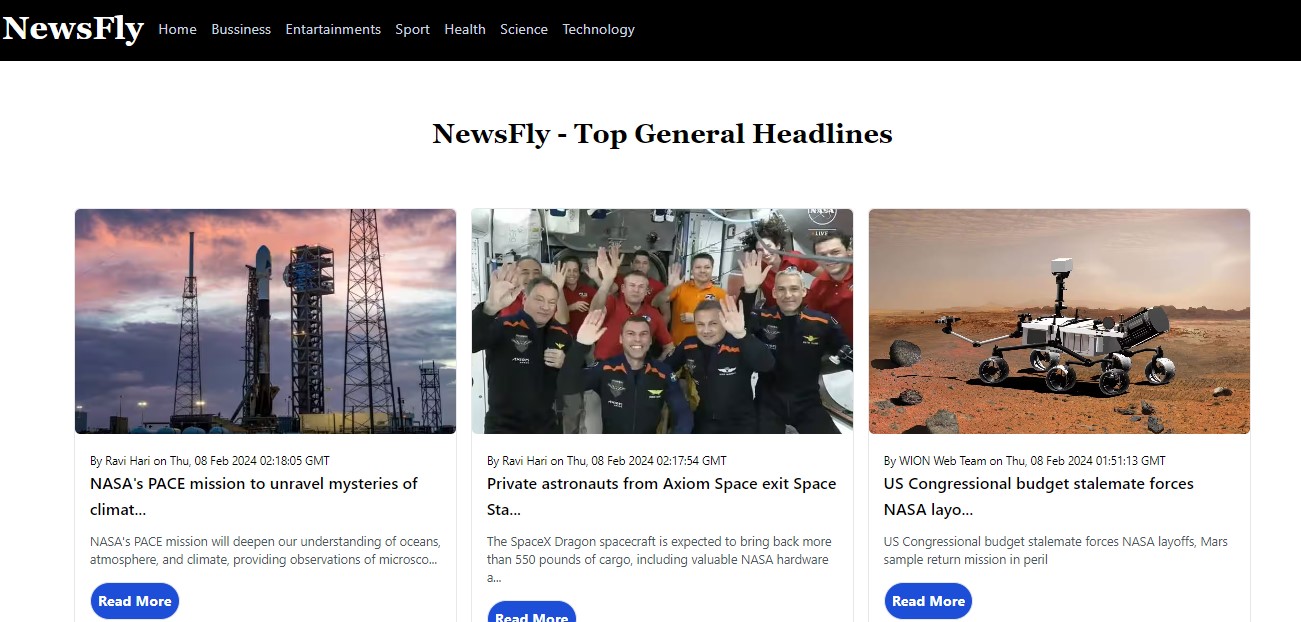 NewsFly Home Bussiness Entartainments Sport Health Science Technology
NewsFly - Top General Headlines
NASA
LIVE
By Ravi Hari on Thu, 08 Feb 2024 02:18:05 GMT
NASA's PACE mission to unravel mysteries of
climat...
NASA's PACE mission will deepen our understanding of oceans,
atmosphere, and climate, providing observations of microsco...
Read More
AXIOM
By Ravi Hari on Thu, 08 Feb 2024 02:17:54 GMT
Private astronauts from Axiom Space exit Space
Sta...
The SpaceX Dragon spacecraft is expected to bring back more
than 550 pounds of cargo, including valuable NASA hardware
a...
Read More
By WION Web Team on Thu, 08 Feb 2024 01:51:13 GMT
US Congressional budget stalemate forces
NASA layo...
US Congressional budget stalemate forces NASA layoffs, Mars
sample return mission in peril
Read More